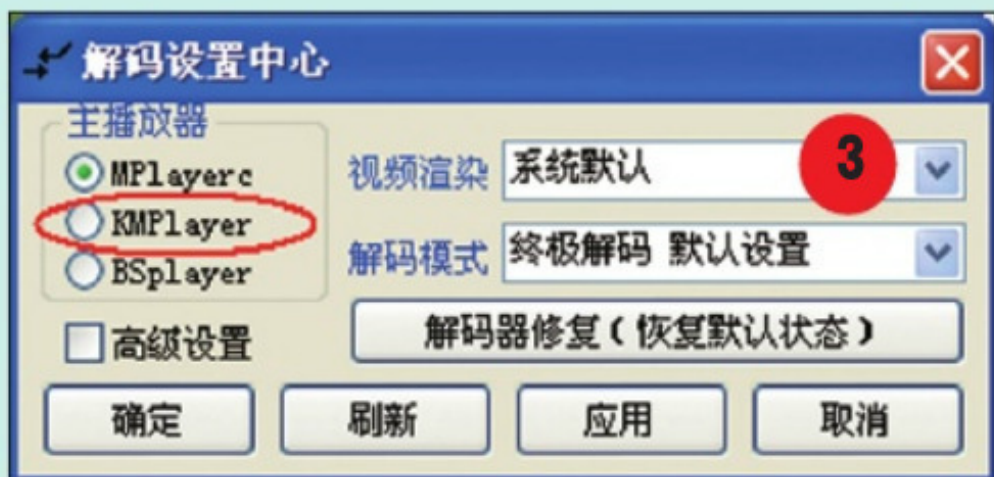 解码设置中心
主播放器
MPlayerc
KMPlayer
BSplayer
高级设置
视频渲染 系统默认 3
解码模式 终极解码 默认设置
解码器修复(恢复默认状态)
确定 刷新 应用 取消